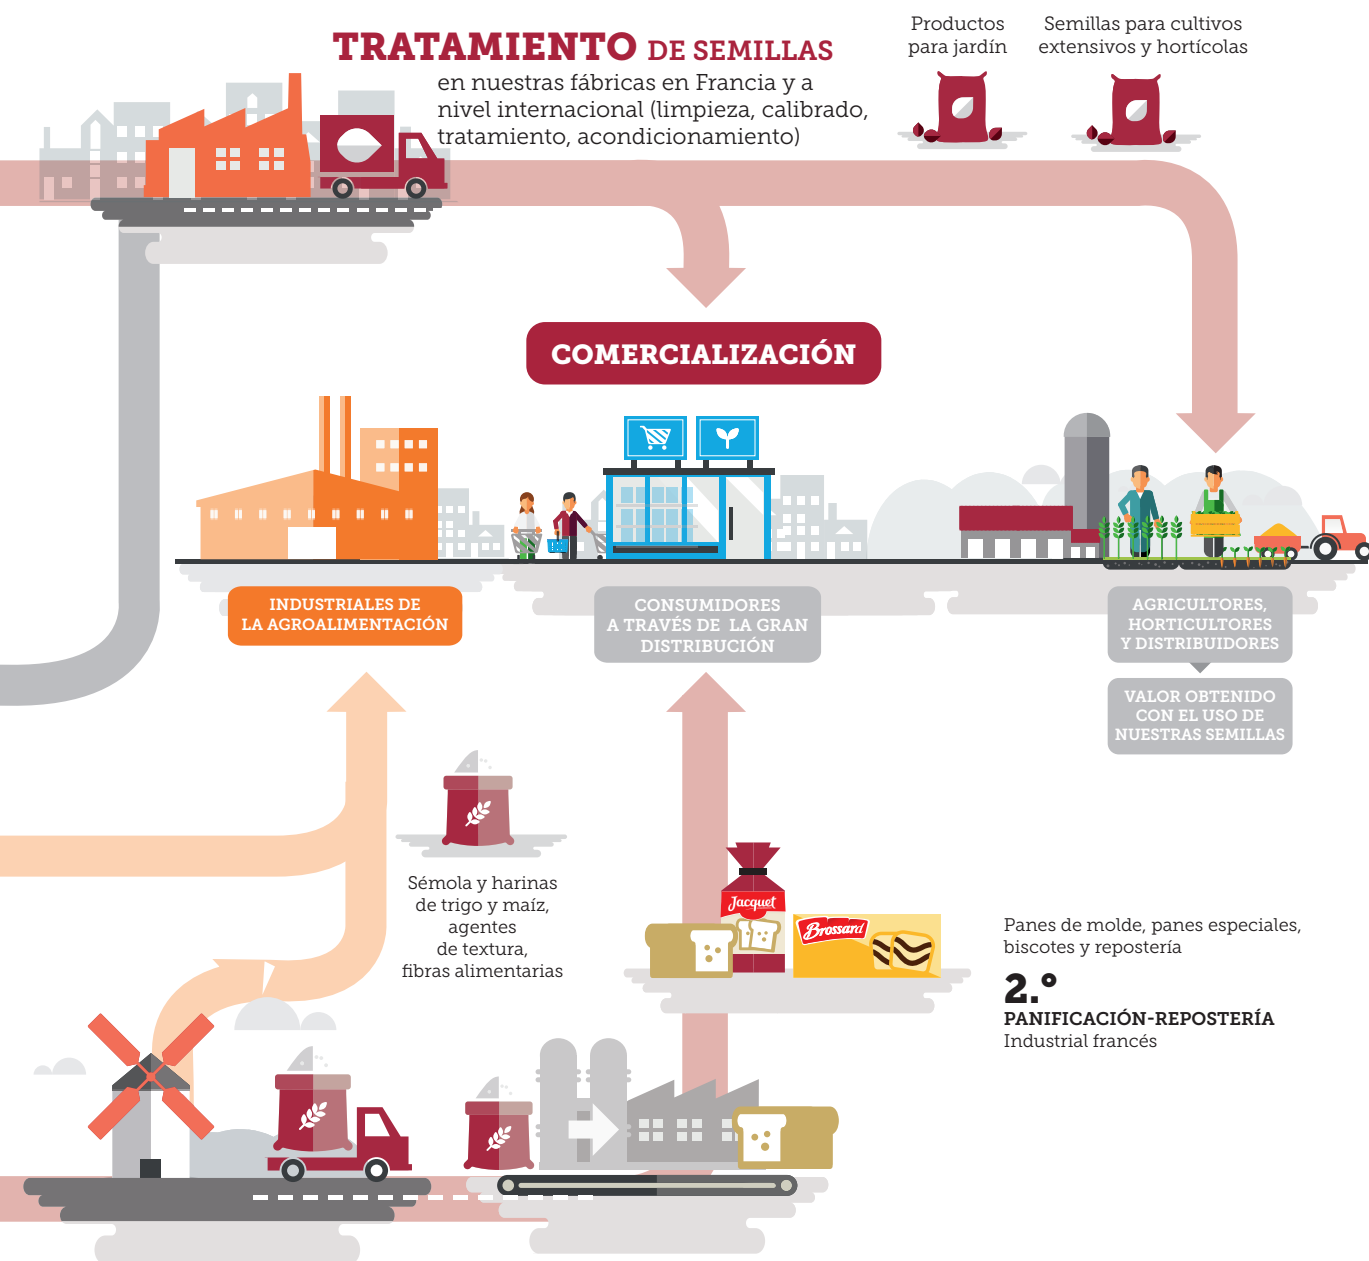 TRATAMIENTO DE SEMILLAS
en nuestras fábricas en Francia y a
nivel internacional (limpieza, calibrado,
tratamiento, acondicionamiento)
Productos
para jardín
Semillas para cultivos
extensivos y hortícolas
COMERCIALIZACIÓN
INDUSTRIALES DE
LA AGROALIMENTACIÓN
CONSUMIDORES
A TRAVÉS DE LA GRAN
DISTRIBUCIÓN
AGRICULTORES,
HORTICULTORES
Y DISTRIBUIDORES
VALOR OBTENIDO
CON EL USO DE
NUESTRAS SEMILLAS
Sémola y harinas
de trigo y maíz,
agentes
de textura,
fibras alimentarias
Jacquet
Brossard
Panes de molde, panes especiales,
biscotes y repostería
2.º
PANIFICACIÓN-REPOSTERÍA
Industrial francés